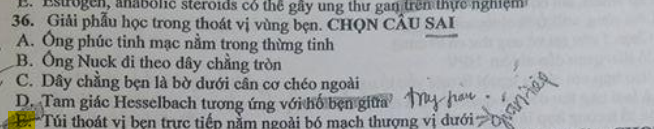 E. Estrogen, anabolic steroids có thể gây ung thư gan trên thực nghiệm
36. Giải phẫu học trong thoát vị vùng bẹn. CHỌN CÂU SAI
A. Ống phúc tinh mạc nằm trong thừng tinh
B. Ống Nuck đi theo dây chằng tròn
C. Dây chằng bẹn là bờ dưới cân cơ chéo ngoài
D. Tam giác Hesselbach tương ứng với hố bẹn giữa
E. Túi thoát vị bẹn trực tiếp nằm ngoài bó mạch thượng vị dưới